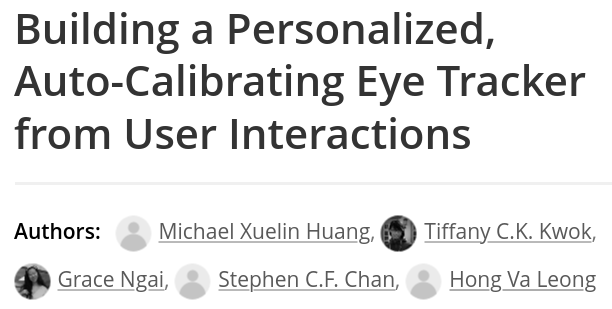 Building a Personalized,
Auto-Calibrating Eye Tracker
from User Interactions
Authors: Michael Xuelin Huang, Tiffany C.K. Kwok,
Grace Ngai, Stephen C.F. Chan, Hong Va Leong